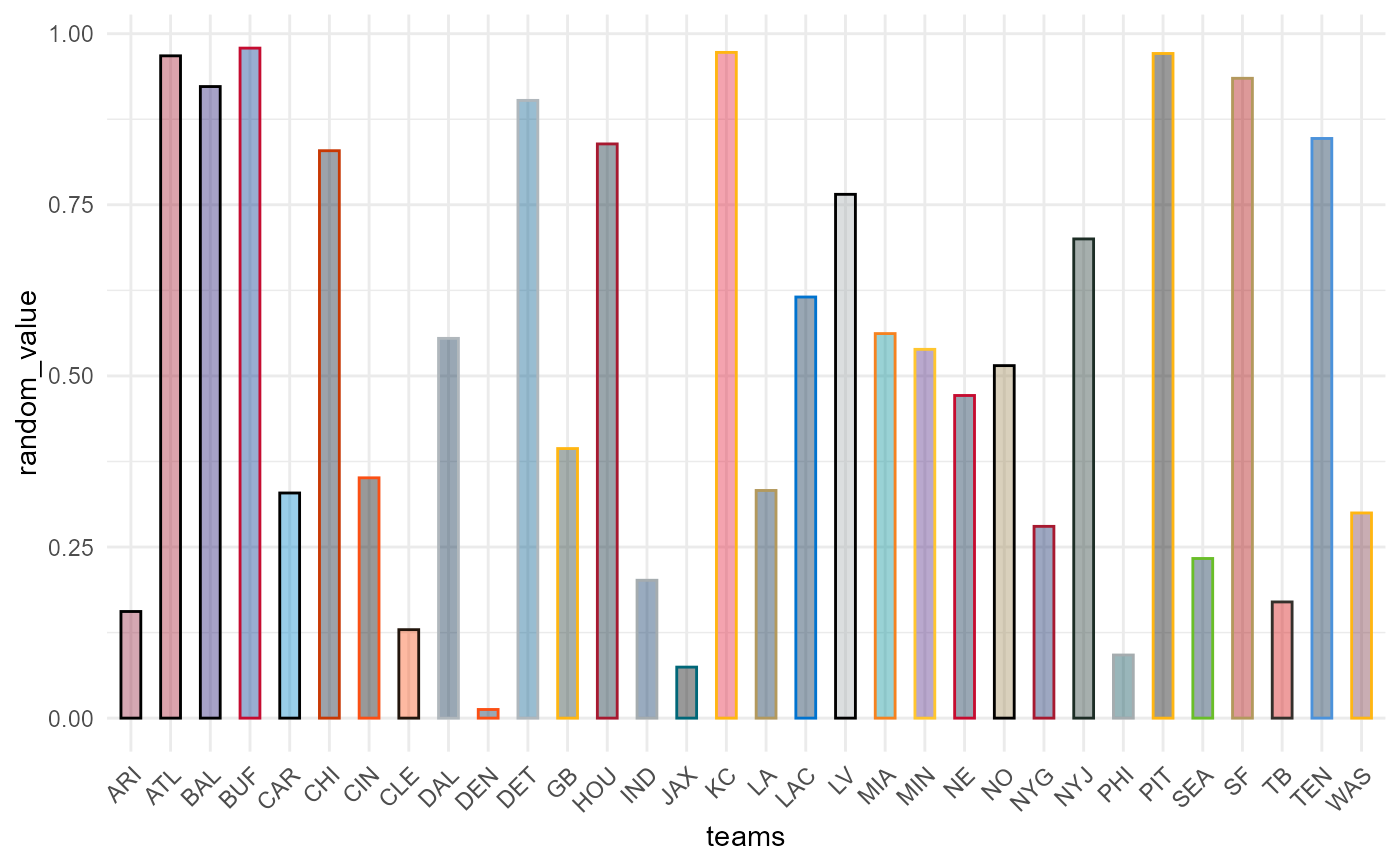 1.00
0.75
0.50
0.25
0.00
random_value
ARI
ATL
BAL
BUF
CAR
CHI
CIN
CLE
DAL
DEN
DET
GB
HOU
IND
JAX
KC
LA
LAC
LV
MIA
MIN
NE
NO
NYG
NYJ
PHI
PIT
SEA
SF
TB
TEN
WAS
teams